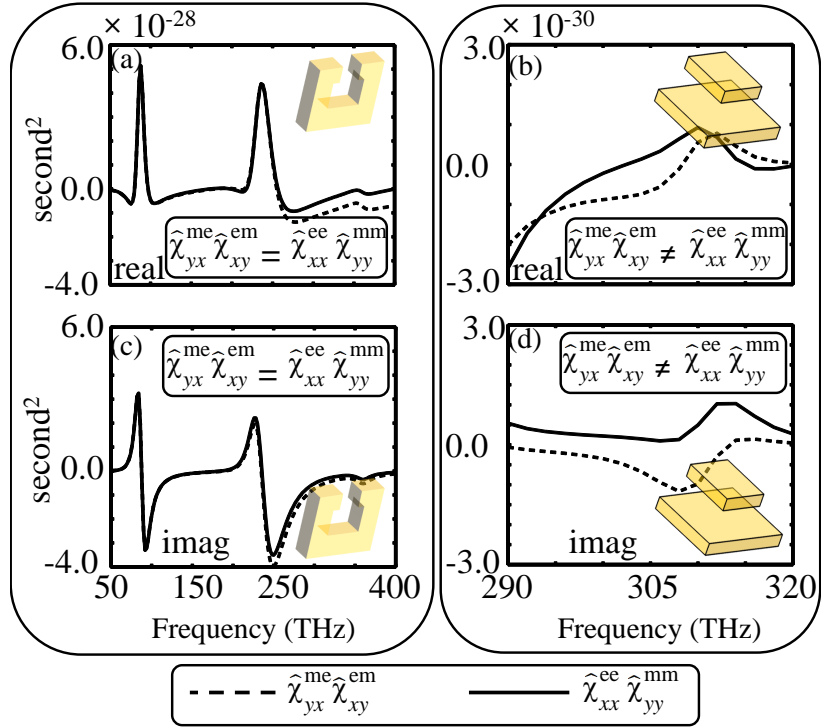 × 10⁻²⁸
× 10⁻³⁰
6.0
0.0
-4.0
second²
(a)
real
χ̂ᵐᵉ_yx χ̂ᵉᵐ_xy = χ̂ᵉᵉ_xx χ̂ᵐᵐ_yy
3.0
0.0
-3.0
(b)
real
χ̂ᵐᵉ_yx χ̂ᵉᵐ_xy ≠ χ̂ᵉᵉ_xx χ̂ᵐᵐ_yy
6.0
0.0
-4.0
second²
(c)
χ̂ᵐᵉ_yx χ̂ᵉᵐ_xy = χ̂ᵉᵉ_xx χ̂ᵐᵐ_yy
imag
50 150 250 400
Frequency (THz)
3.0
0.0
-3.0
(d)
χ̂ᵐᵉ_yx χ̂ᵉᵐ_xy ≠ χ̂ᵉᵉ_xx χ̂ᵐᵐ_yy
imag
290 305 320
Frequency (THz)
χ̂ᵐᵉ_yx χ̂ᵉᵐ_xy χ̂ᵉᵉ_xx χ̂ᵐᵐ_yy